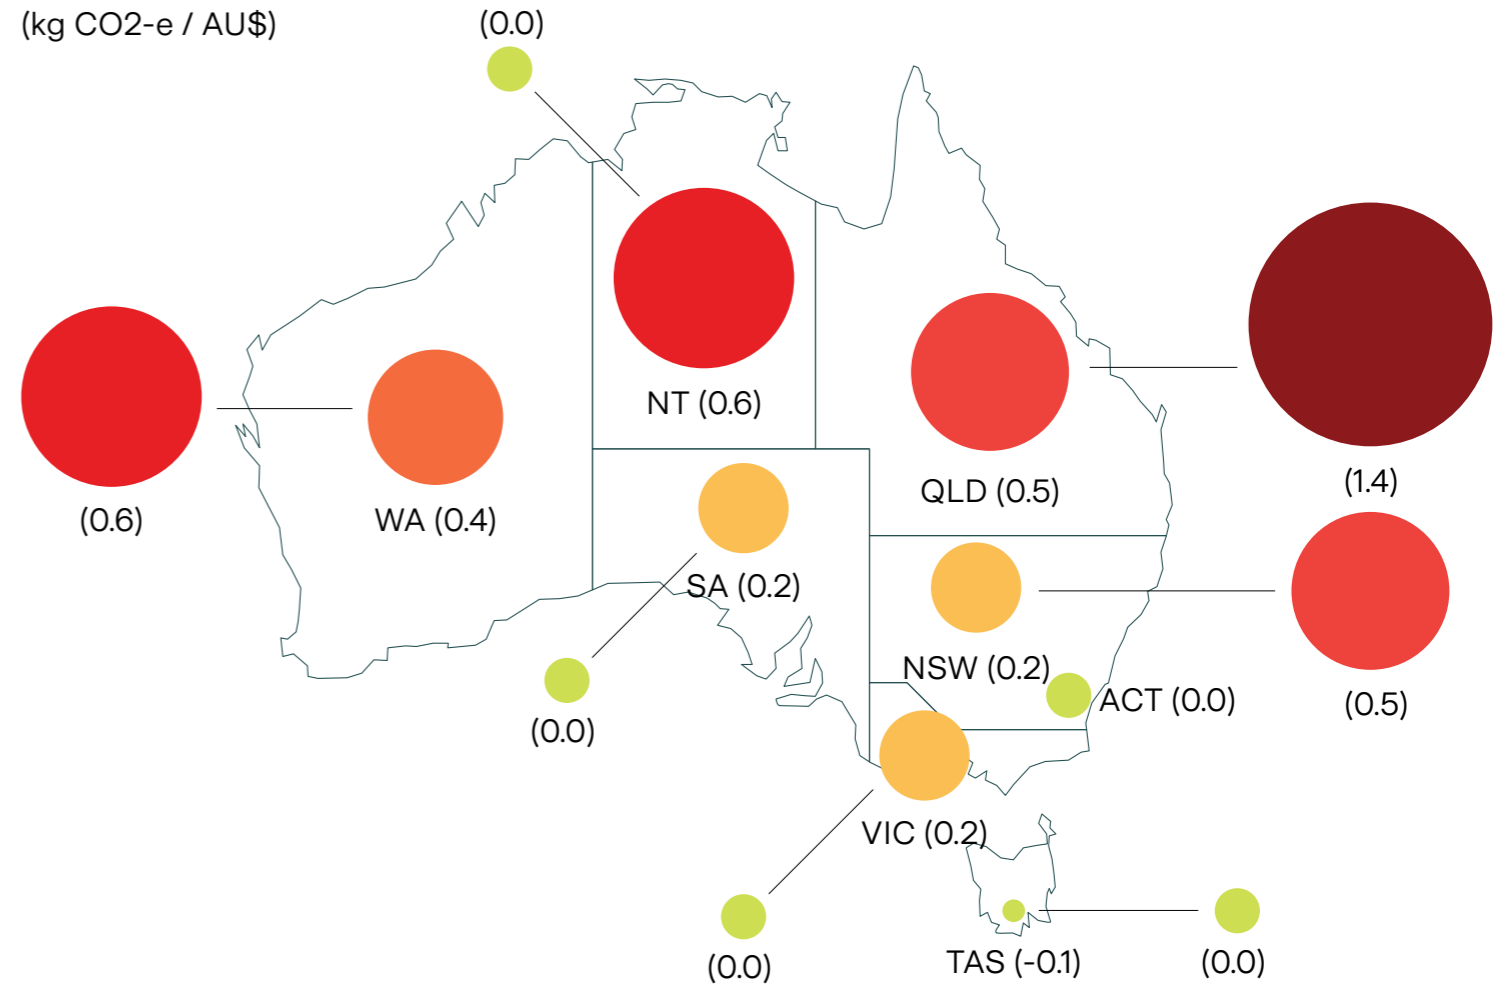 (kg CO2-e / AU$)
(0.0)
NT (0.6)
(0.6)
WA (0.4)
QLD (0.5)
(1.4)
SA (0.2)
(0.0)
NSW (0.2)
ACT (0.0)
(0.5)
VIC (0.2)
(0.0)
TAS (-0.1)
(0.0)